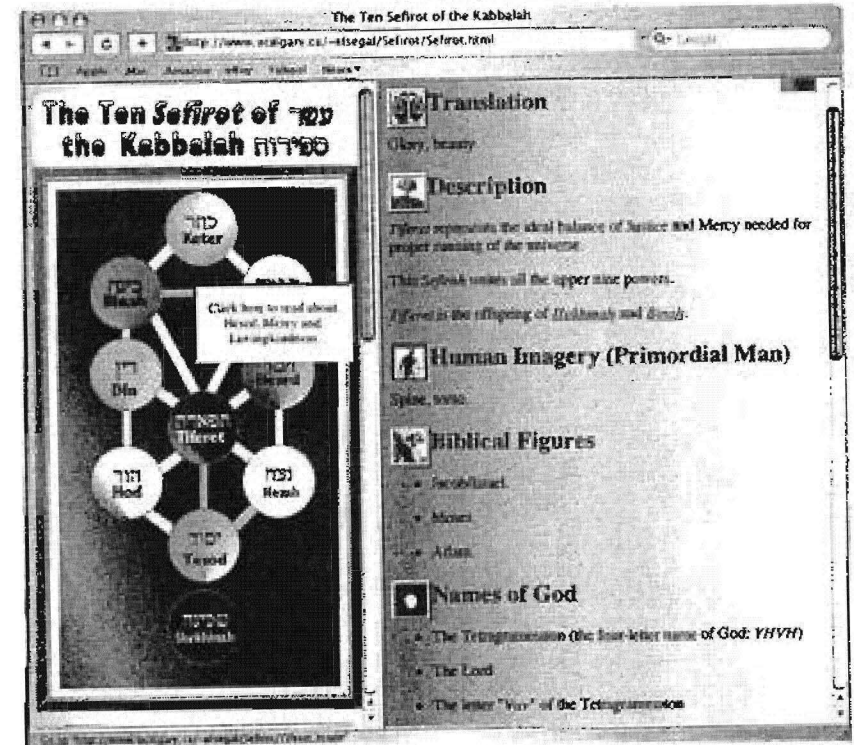 The Ten Sefirot of the Kabbalah
The Ten Sefirot of עשר
the Kabbalah ספירות
כתר
Keter
בינה
Binah
Click here to read about
Hesed, Mercy and
Lovingkindness
דין
Din
Hesed
תפארת
Tiferet
הוד
Hod
נצח
Nezah
יסוד
Yesod
Translation
Glory, beauty
Description
Tiferet represents the ideal balance of Justice and Mercy needed for
proper running of the universe.
This Sefirah unites all the upper nine powers.
Tiferet is the offspring of Hokhmah and Binah.
Human Imagery (Primordial Man)
Spine, torso.
Biblical Figures
Jacob/Israel.
Moses
Adam.
Names of God
The Tetragrammaton (the four-letter name of God: YHVH)
The Lord
The letter "Vav" of the Tetragrammaton